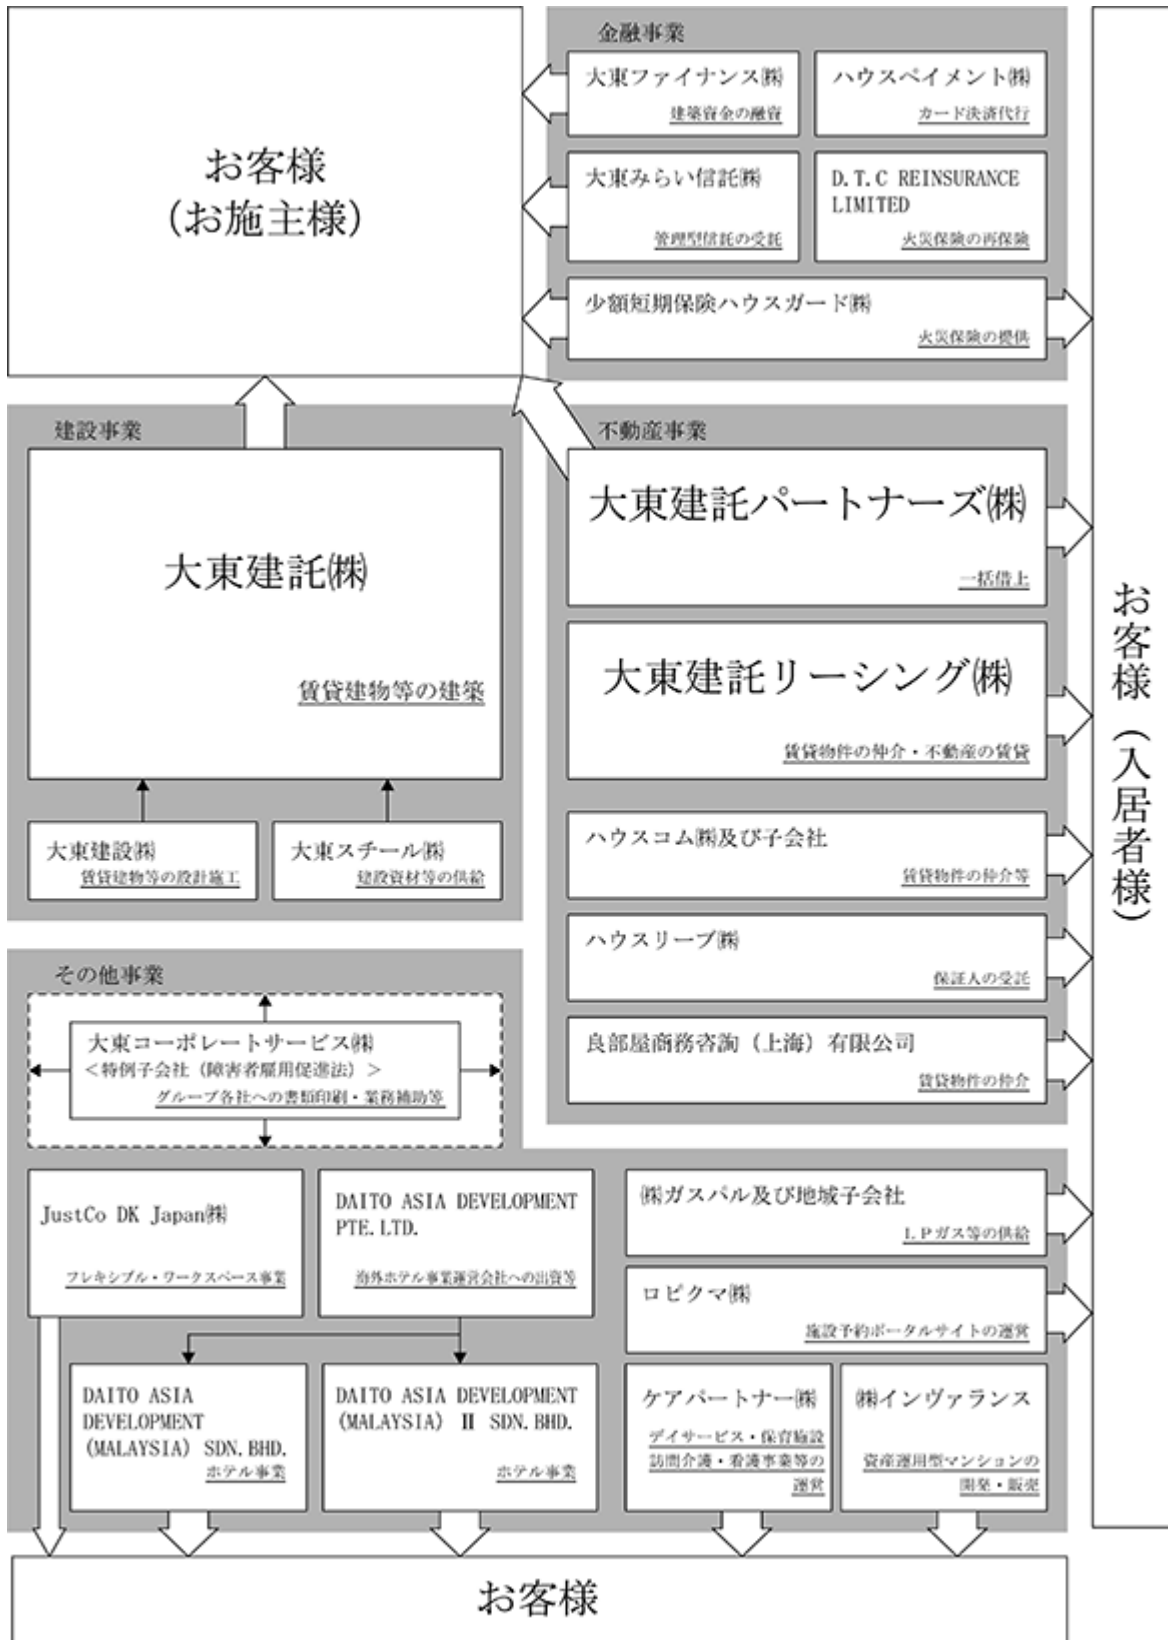 お客様
(お施主様)
金融事業
大東ファイナンス㈱
建築資金の融資
ハウスペイメント㈱
カード決済代行
大東みらい信託㈱
管理型信託の受託
D.T.C REINSURANCE
LIMITED
火災保険の再保険
少額短期保険ハウスガード㈱
火災保険の提供
建設事業
大東建託㈱
賃貸建物等の建築
大東建設㈱
賃貸建物等の設計施工
大東スチール㈱
建設資材等の供給
不動産事業
大東建託パートナーズ㈱
一括借上
大東建託リーシング㈱
賃貸物件の仲介・不動産の賃貸
ハウスコム㈱及び子会社
賃貸物件の仲介等
ハウスリーブ㈱
保証人の受託
良部屋商務咨詢（上海）有限公司
賃貸物件の仲介
お客様（入居者様）
その他事業
大東コーポレートサービス㈱
＜特例子会社（障害者雇用促進法）＞
グループ各社への書類印刷・業務補助等
JustCo DK Japan㈱
フレキシブル・ワークスペース事業
DAITO ASIA DEVELOPMENT
PTE.LTD.
海外ホテル事業運営会社への出資等
㈱ガスパル及び地域子会社
ＬＰガス等の供給
ロビクマ㈱
施設予約ポータルサイトの運営
DAITO ASIA
DEVELOPMENT
(MALAYSIA) SDN.BHD.
ホテル事業
DAITO ASIA DEVELOPMENT
(MALAYSIA) Ⅱ SDN.BHD.
ホテル事業
ケアパートナー㈱
デイサービス・保育施設
訪問介護・看護事業等の
運営
㈱インヴァランス
資産運用型マンションの
開発・販売
お客様